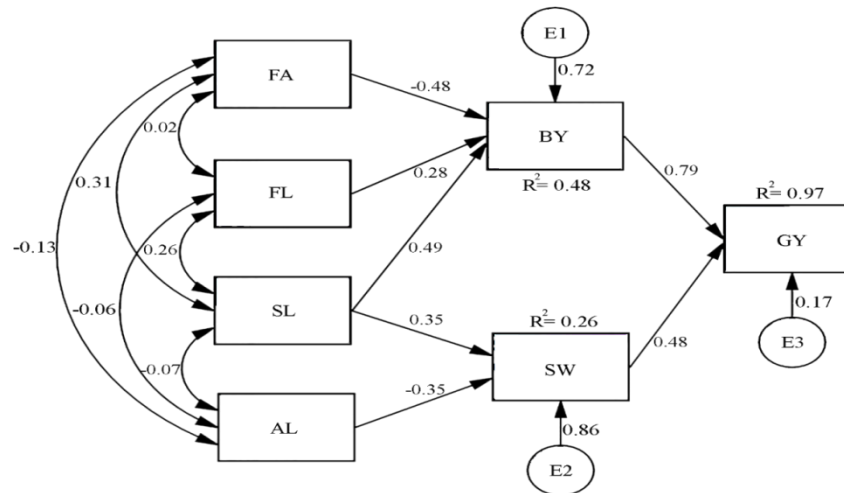 E1
0.72
FA
-0.48
BY
R² = 0.48
0.02
0.31
FL
0.28
0.79
R² = 0.97
GY
-0.13
0.26
0.49
-0.06
SL
0.35
R² = 0.26
0.48
0.17
E3
-0.07
SW
-0.35
AL
0.86
E2